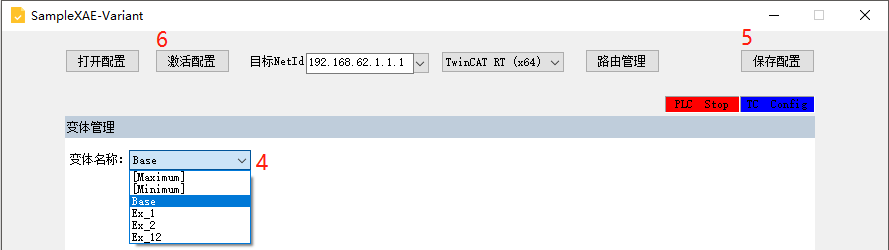 SampleXAE-Variant
6
5
打开配置 激活配置 目标NetId 192.168.62.1.1.1 TwinCAT RT (x64) 路由管理 保存配置
PLC Stop TC Config
变体管理
变体名称: Base 4
[Maximum]
[Minimum]
Base
Ex_1
Ex_2
Ex_12